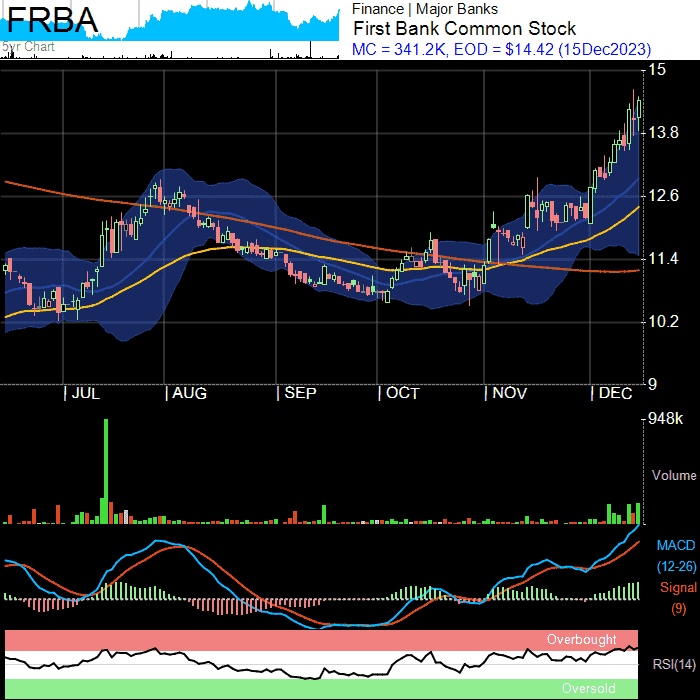 FRBA
5yr Chart
Finance | Major Banks
First Bank Common Stock
MC = 341.2K, EOD = $14.42 (15Dec2023)
15
13.8
12.6
11.4
10.2
9
| JUL | AUG | SEP | OCT | NOV | DEC
948k
Volume
MACD
(12-26)
Signal
(9)
Overbought
RSI(14)
Oversold